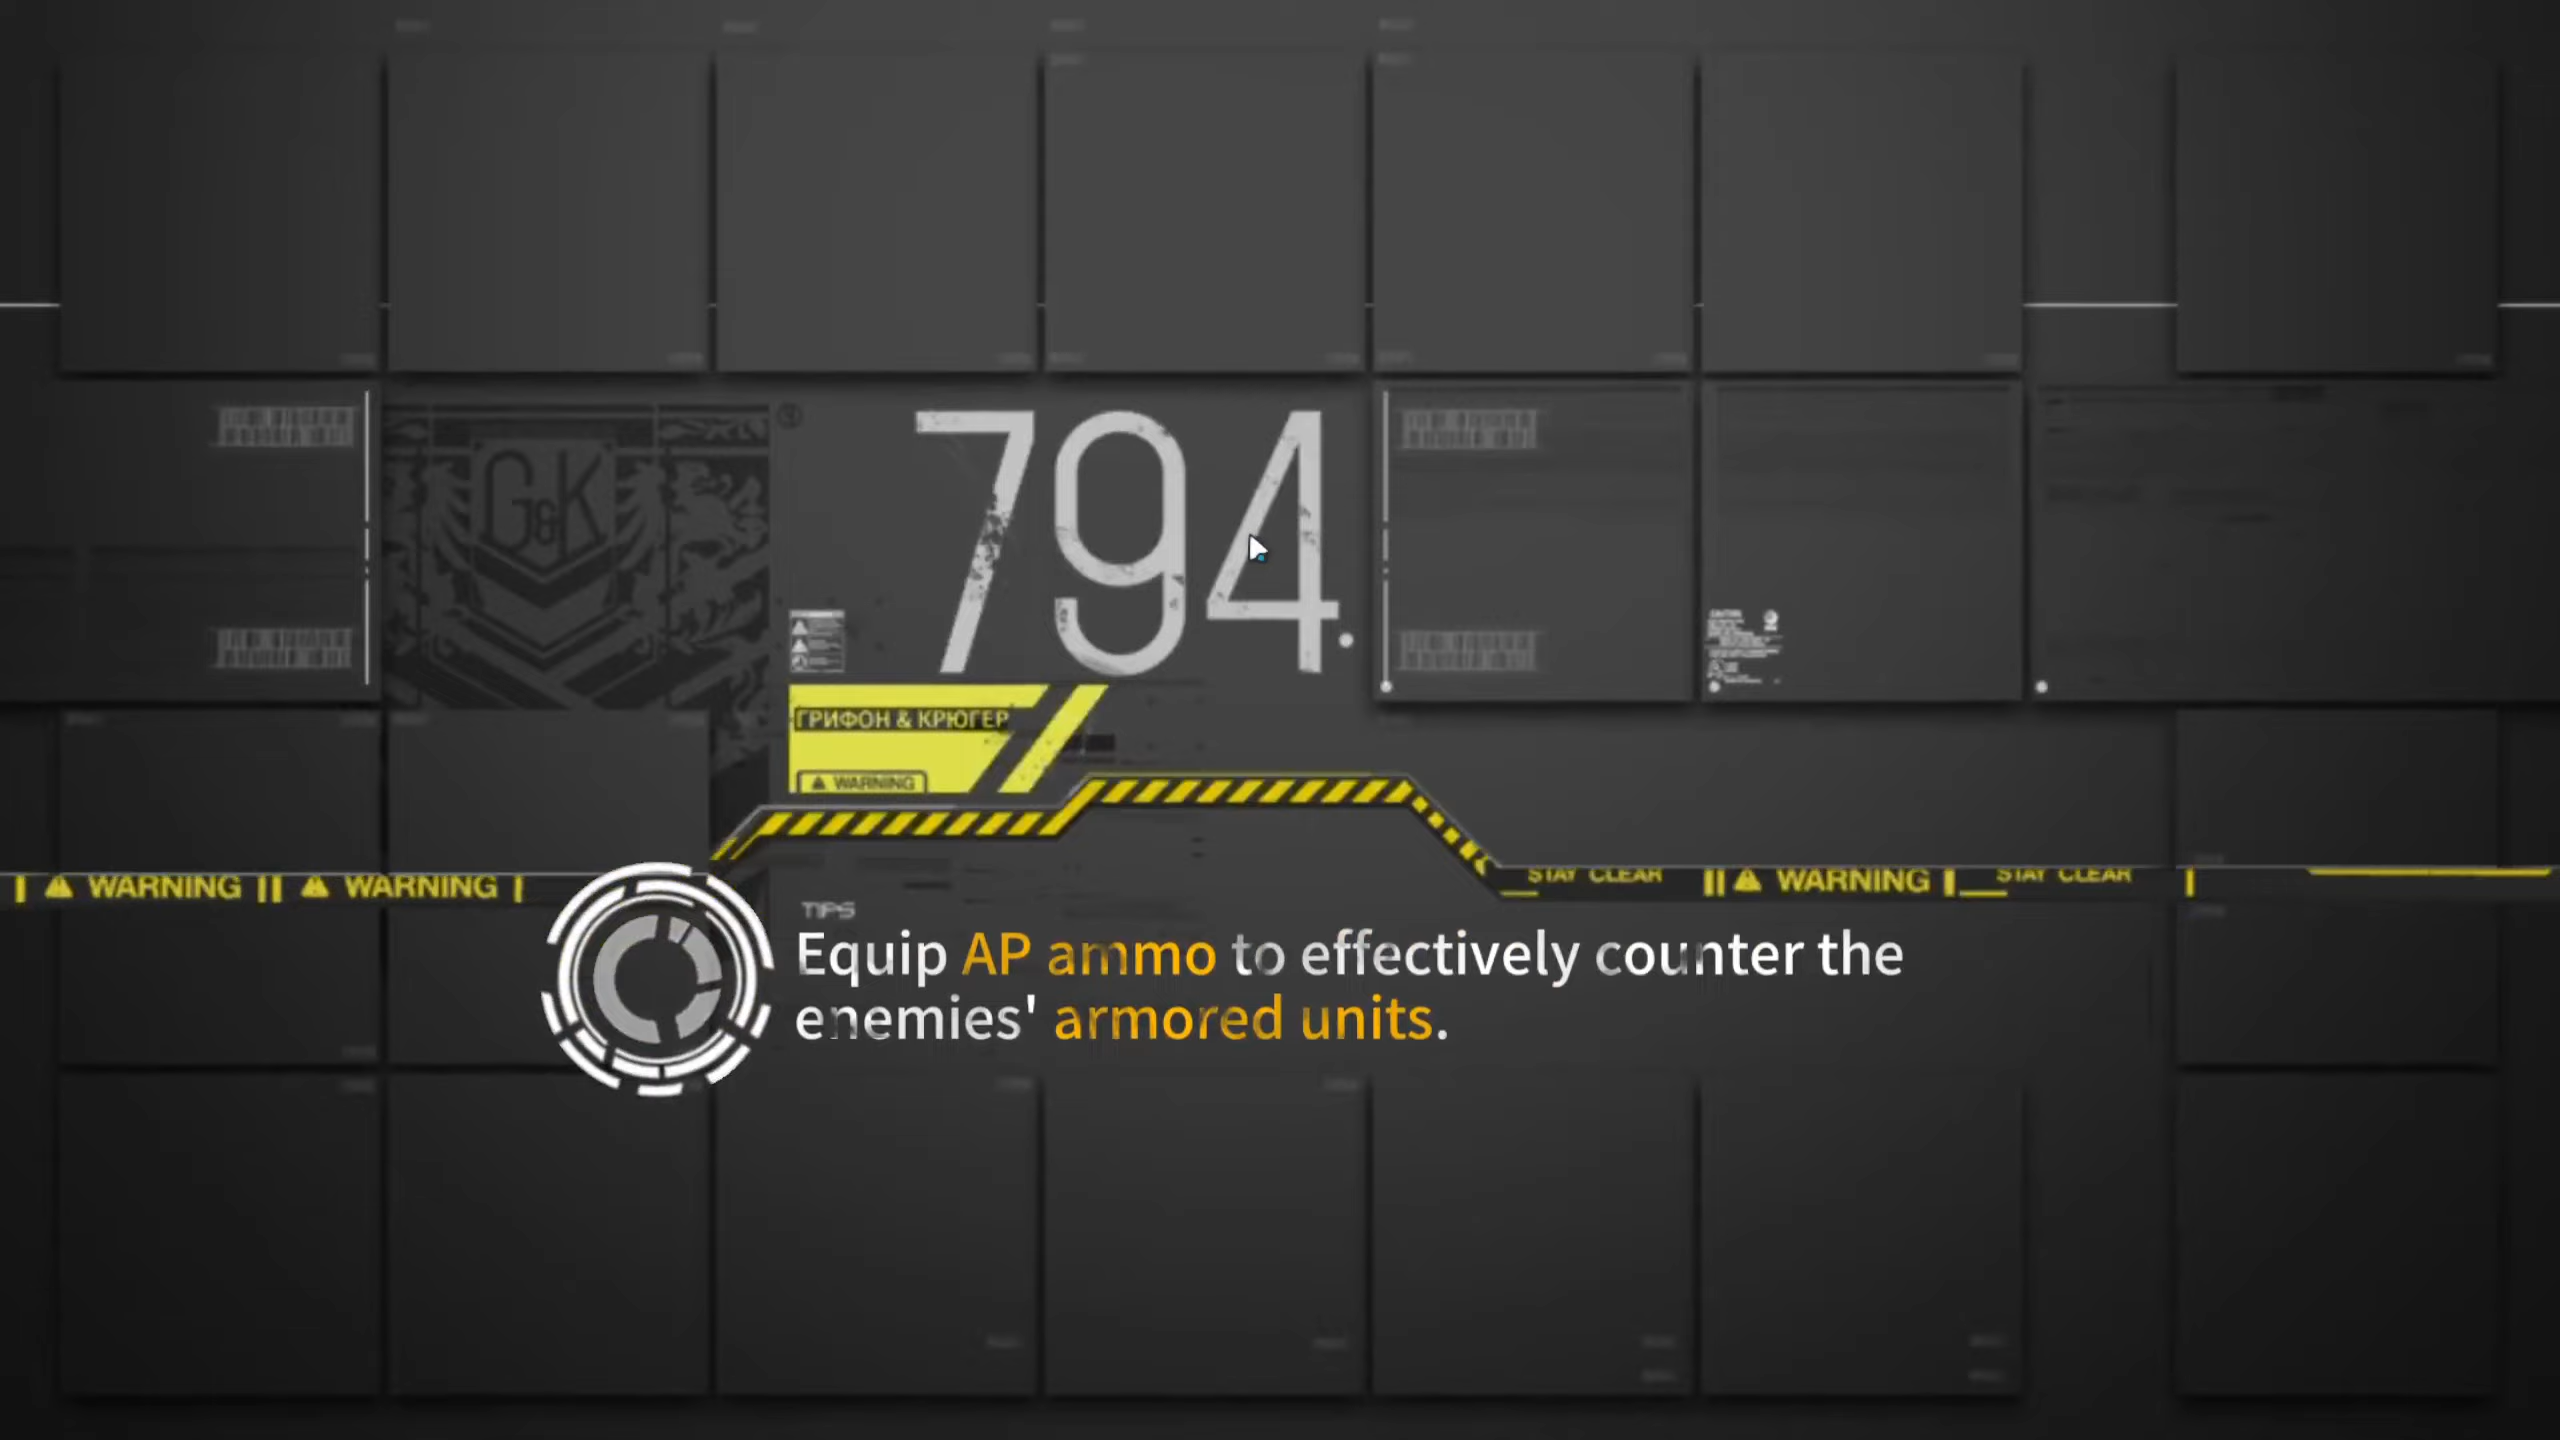 G&K
794.
ГРИФОН & КРЮГЕР
WARNING
WARNING WARNING
STAY CLEAR WARNING STAY CLEAR
TIPS
Equip AP ammo to effectively counter the
enemies' armored units.